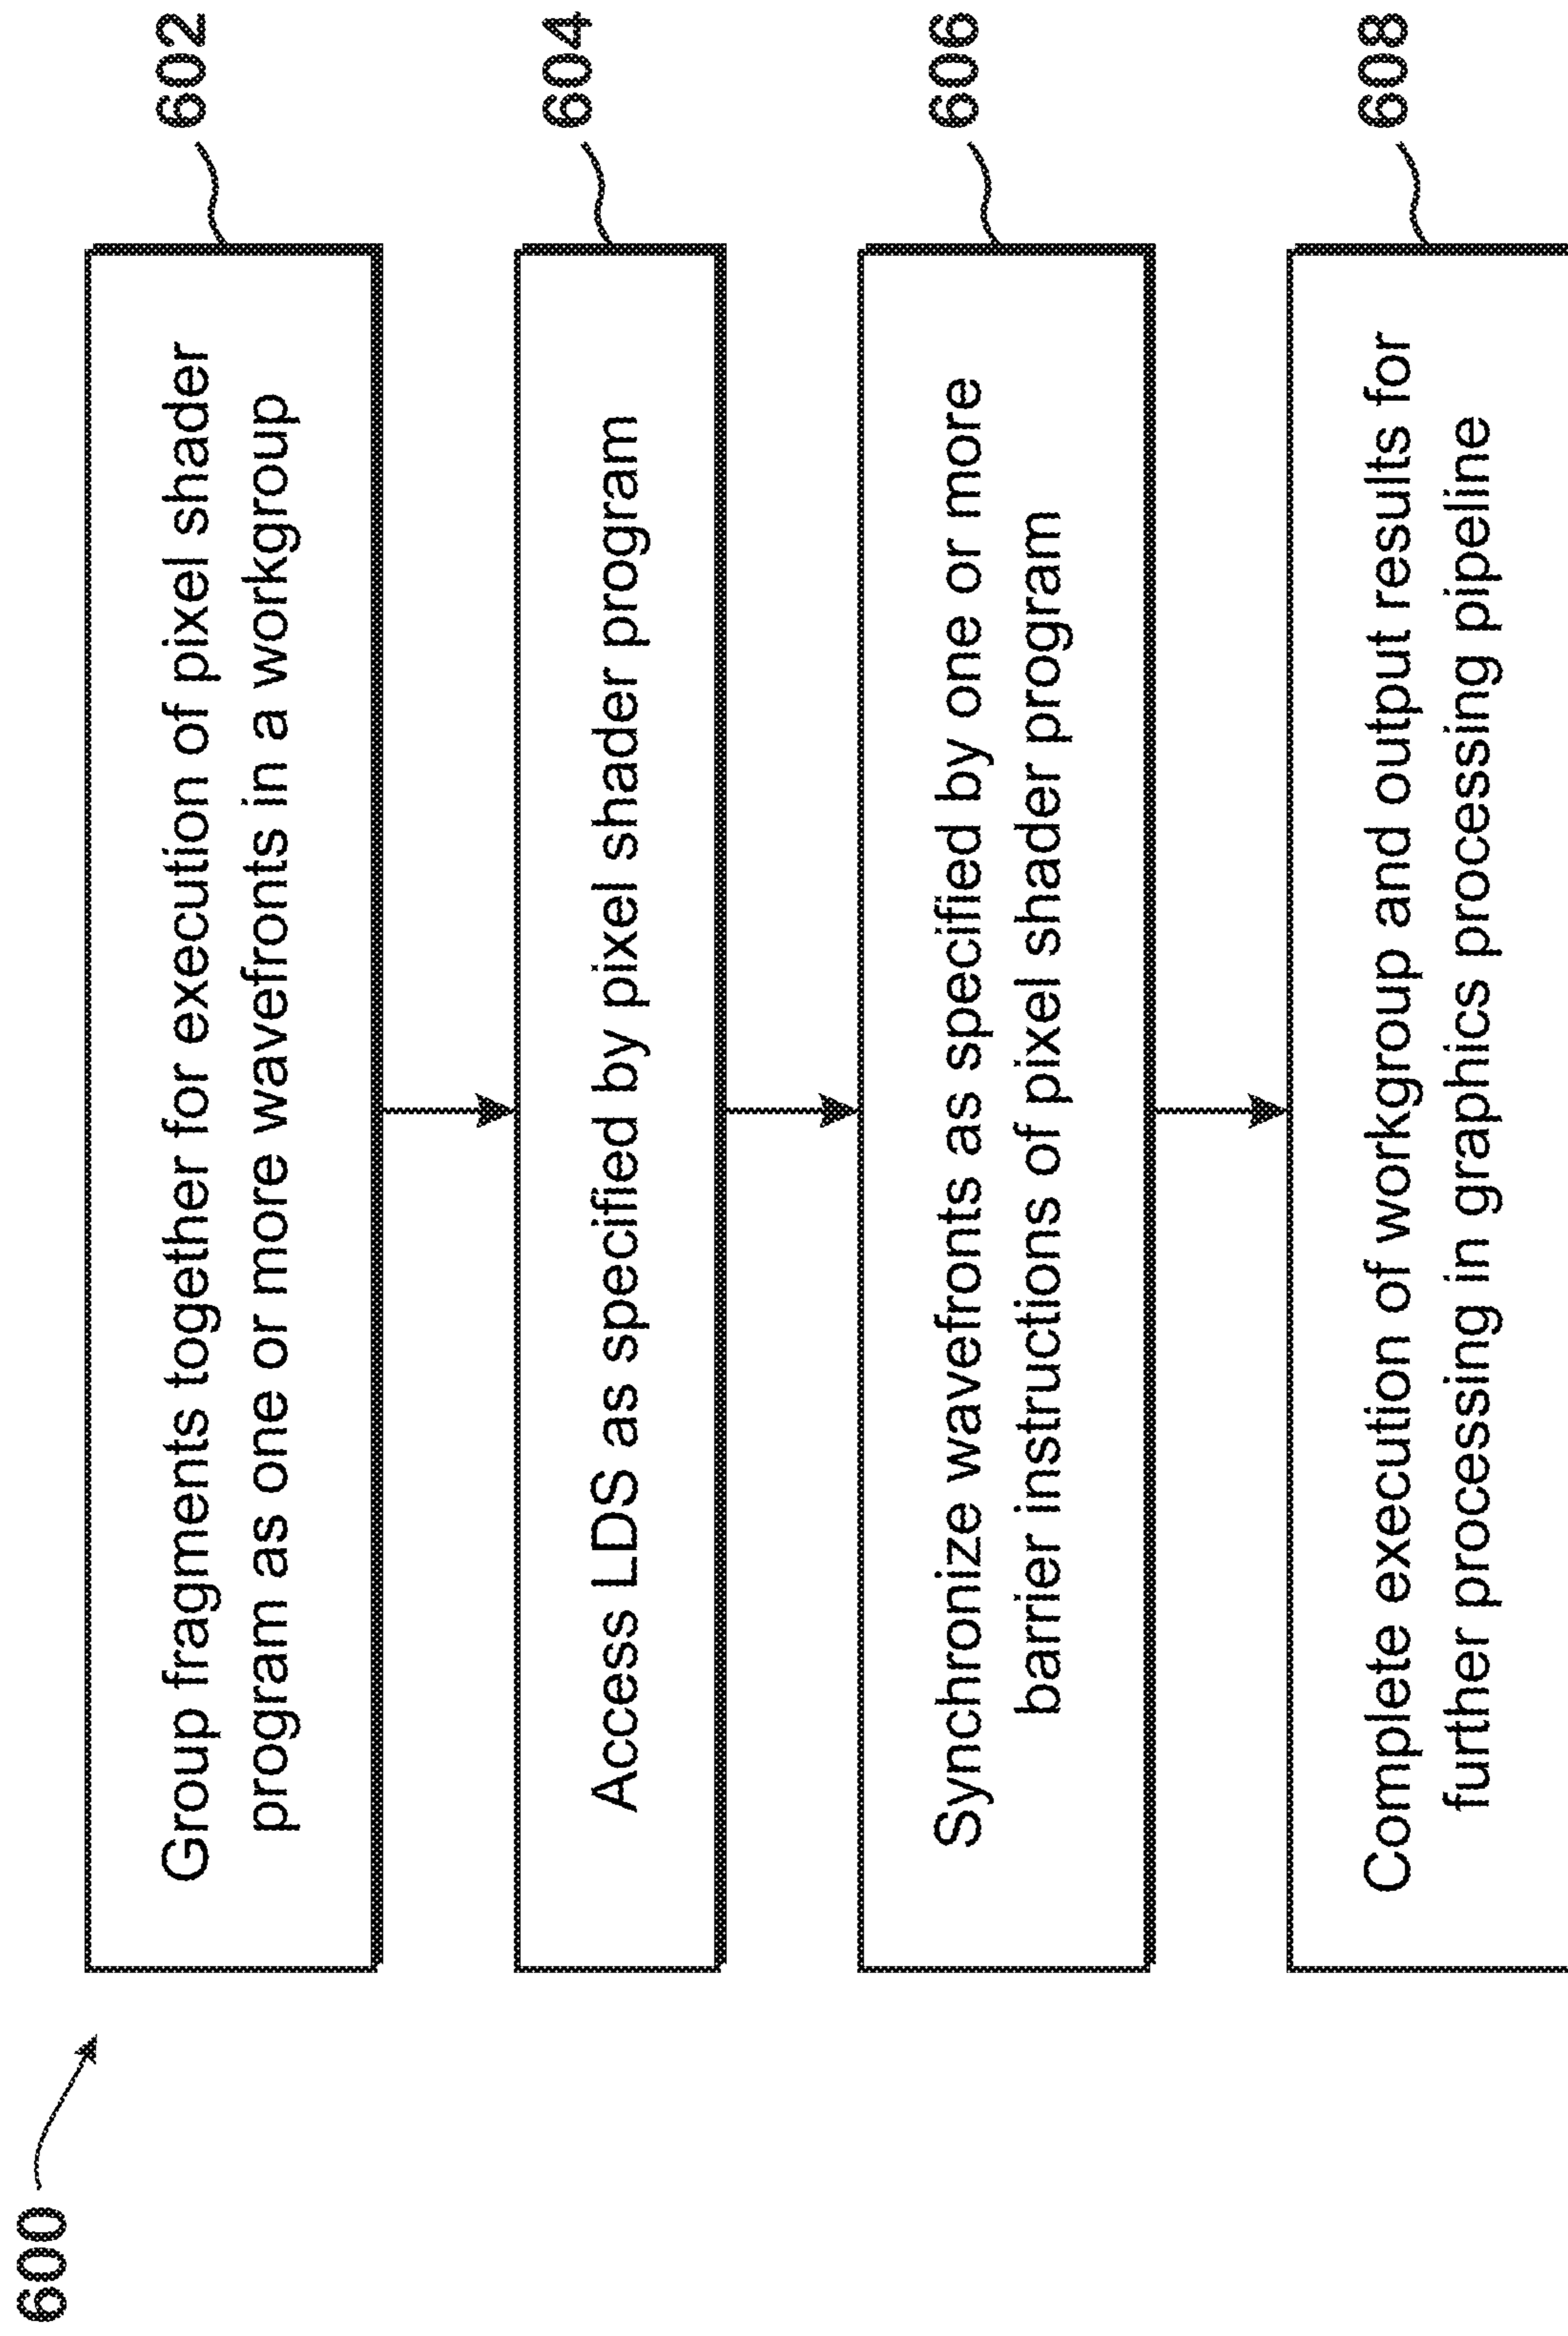 600
Group fragments together for execution of pixel shader
program as one or more wavefronts in a workgroup
602
Access LDS as specified by pixel shader program
604
Synchronize wavefronts as specified by one or more
barrier instructions of pixel shader program
606
Complete execution of workgroup and output results for
further processing in graphics processing pipeline
608